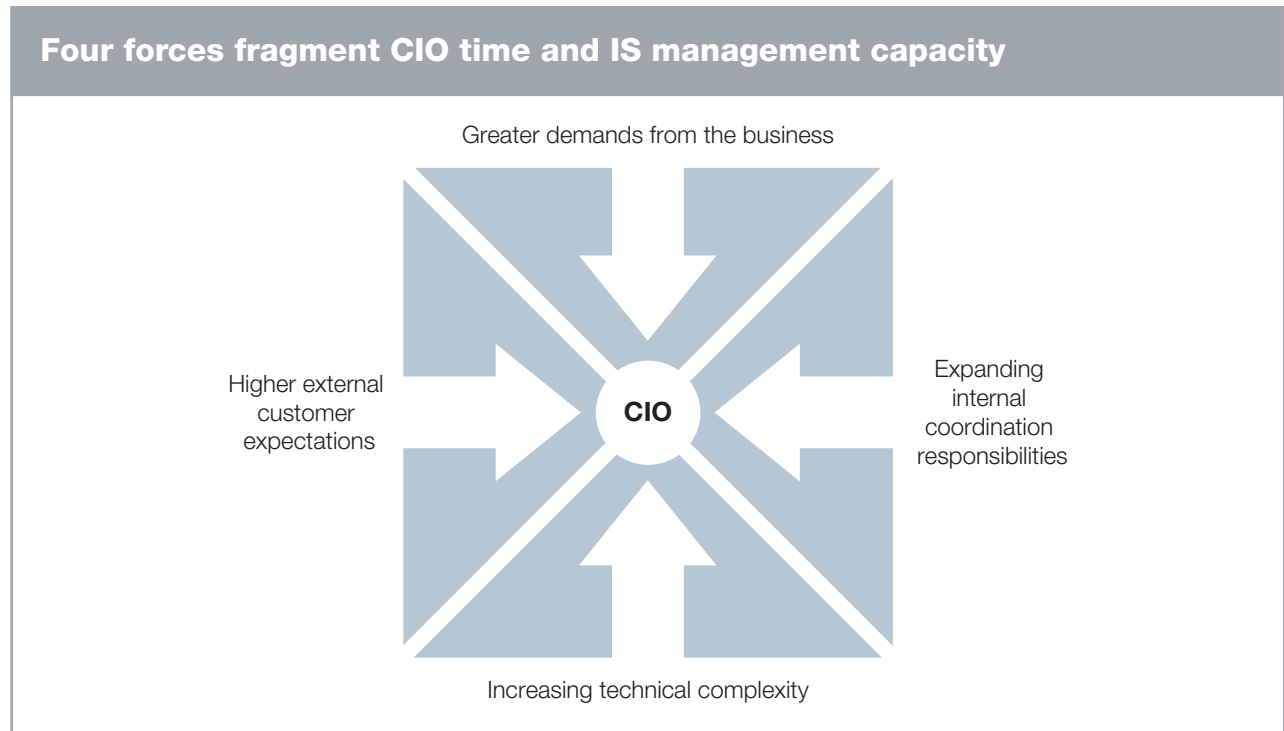 Four forces fragment CIO time and IS management capacity
Greater demands from the business
Higher external
customer
expectations
CIO
Expanding
internal
coordination
responsibilities
Increasing technical complexity